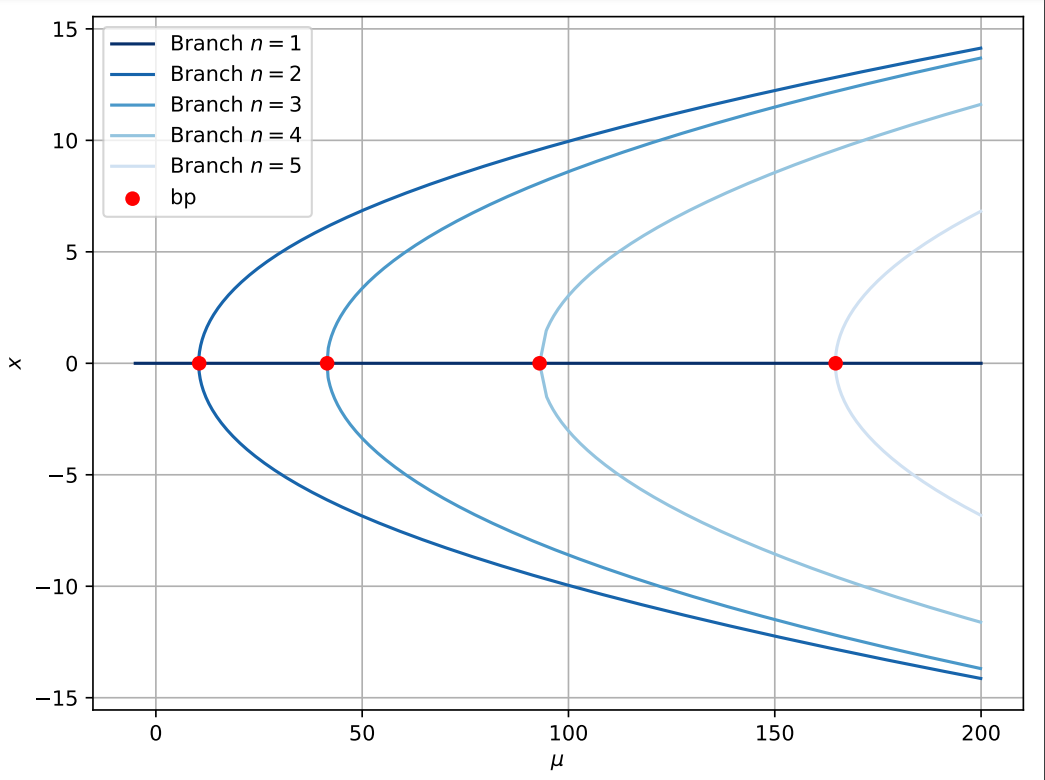 15
10
5
0
−5
−10
−15
x
Branch n = 1
Branch n = 2
Branch n = 3
Branch n = 4
Branch n = 5
bp
0 50 100 150 200
μ